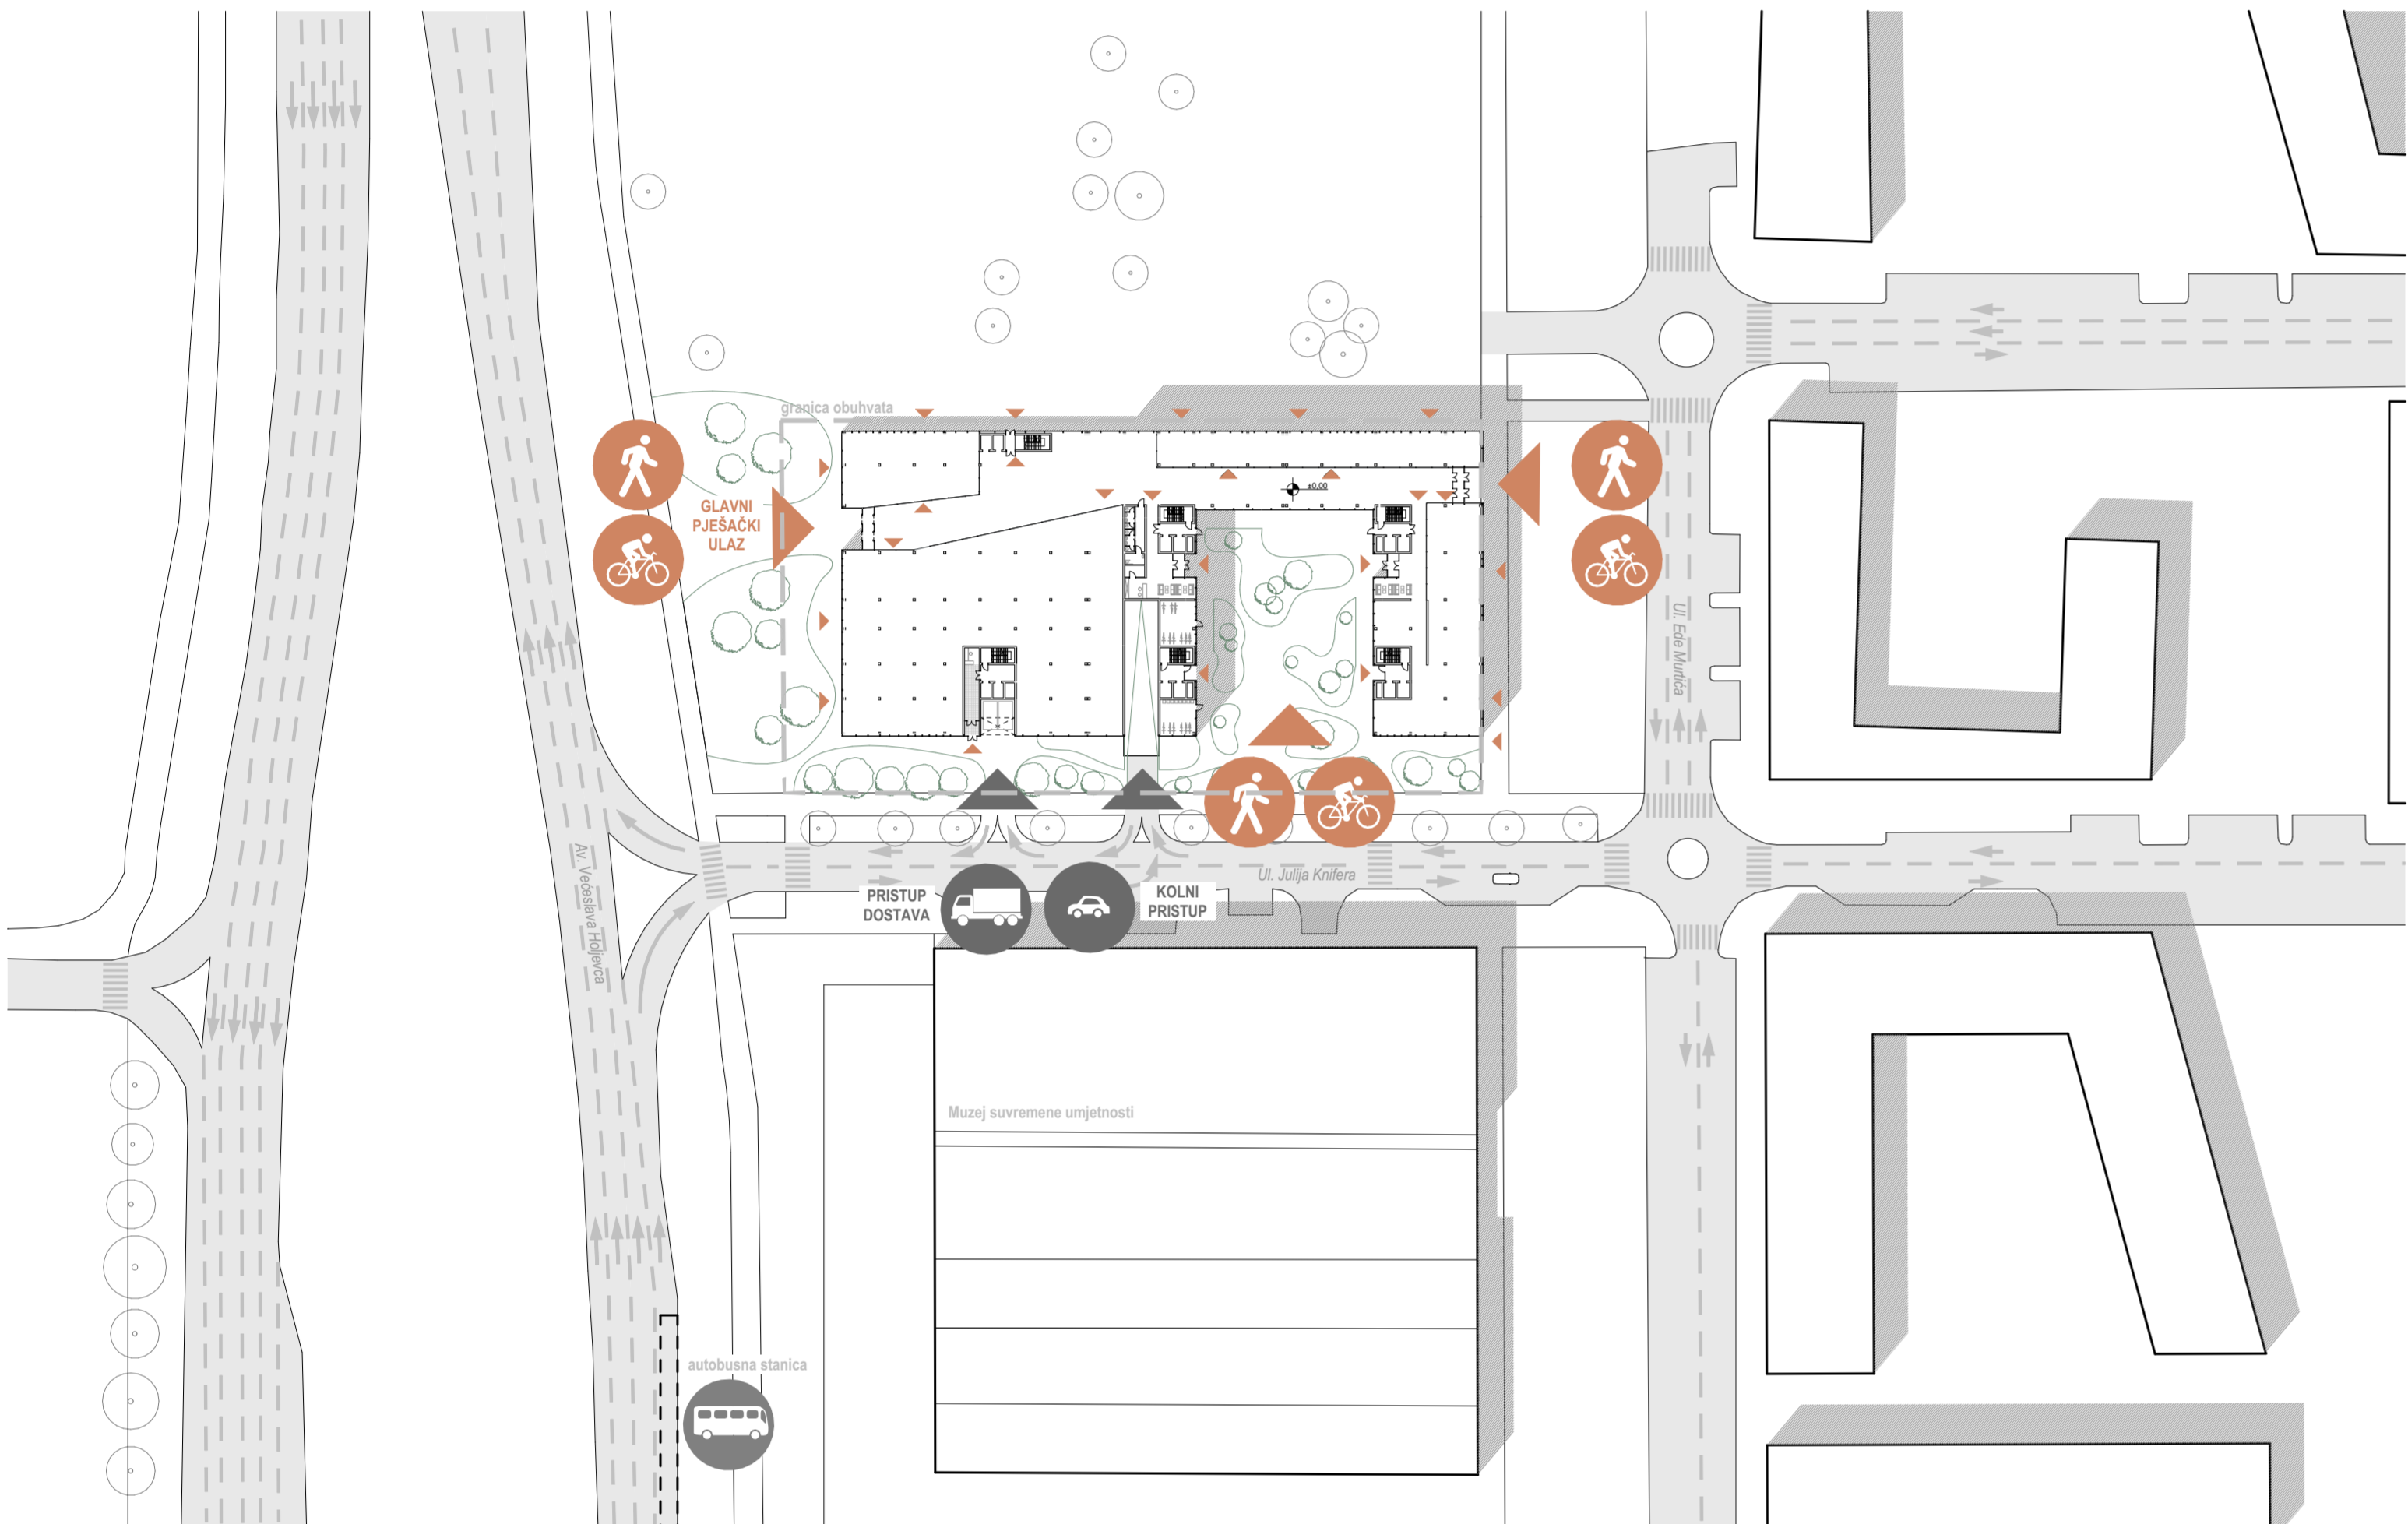 granica obuhvata
GLAVNI
PJEŠAČKI
ULAZ
±0,00
Ul. Ede Murtića
Av. Većeslava Holjevca
PRISTUP
DOSTAVA
KOLNI
PRISTUP
Ul. Julija Knifera
Muzej suvremene umjetnosti
autobusna stanica